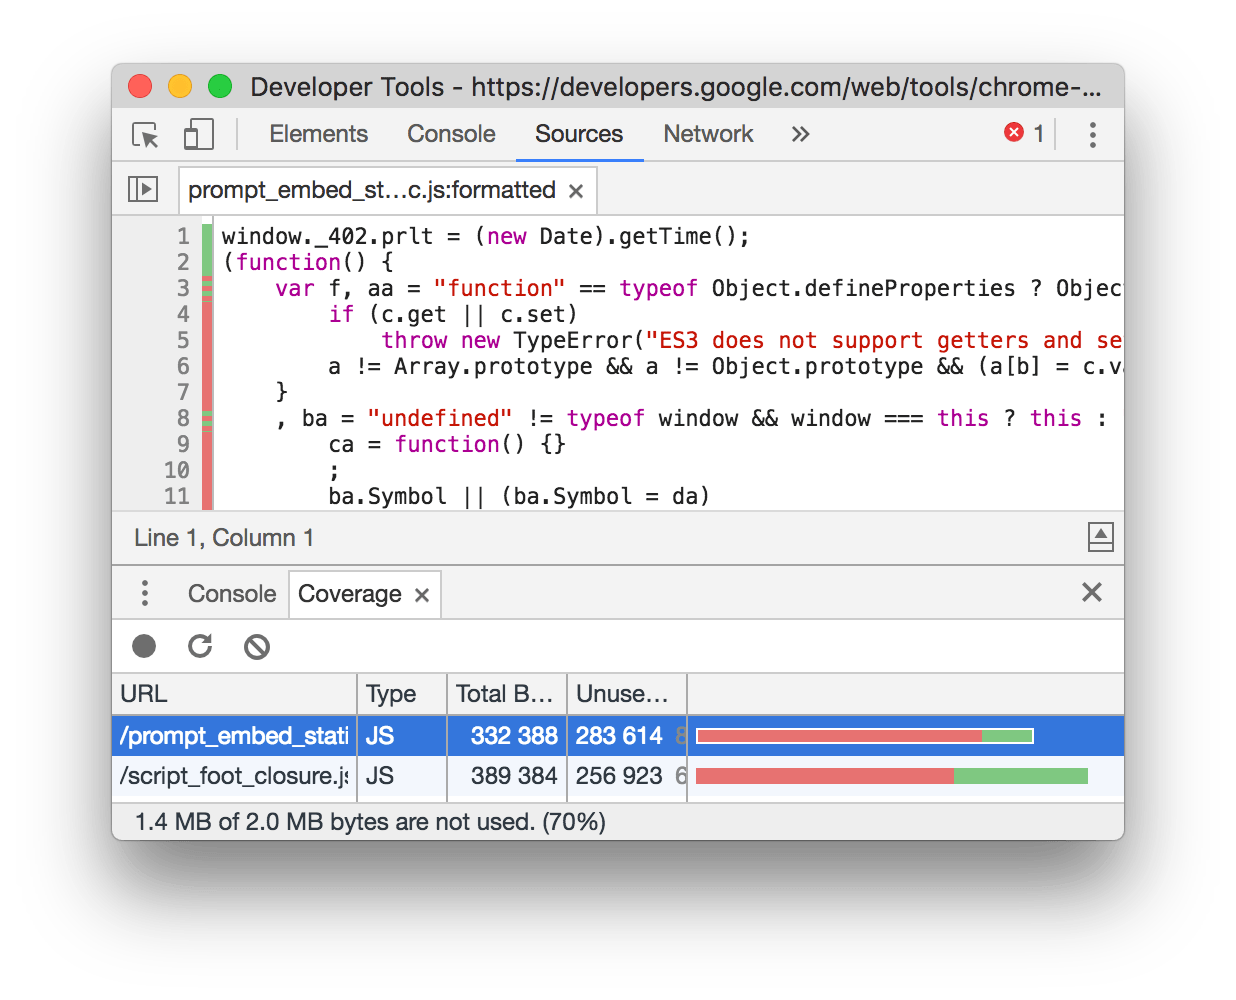 Developer Tools - https://developers.google.com/web/tools/chrome-...
Elements Console Sources Network » 1
prompt_embed_st...c.js:formatted ×
1 window._402.prlt = (new Date).getTime();
2 (function() {
3 var f, aa = "function" == typeof Object.defineProperties ? Objec
4 if (c.get || c.set)
5 throw new TypeError("ES3 does not support getters and se
6 a != Array.prototype && a != Object.prototype && (a[b] = c.va
7 }
8 , ba = "undefined" != typeof window && window === this ? this :
9 ca = function() {}
10 ;
11 ba.Symbol || (ba.Symbol = da)
Line 1, Column 1
Console Coverage ×
URL Type Total B... Unuse...
/prompt_embed_stati JS 332 388 283 614 8
/script_foot_closure.js JS 389 384 256 923 6
1.4 MB of 2.0 MB bytes are not used. (70%)